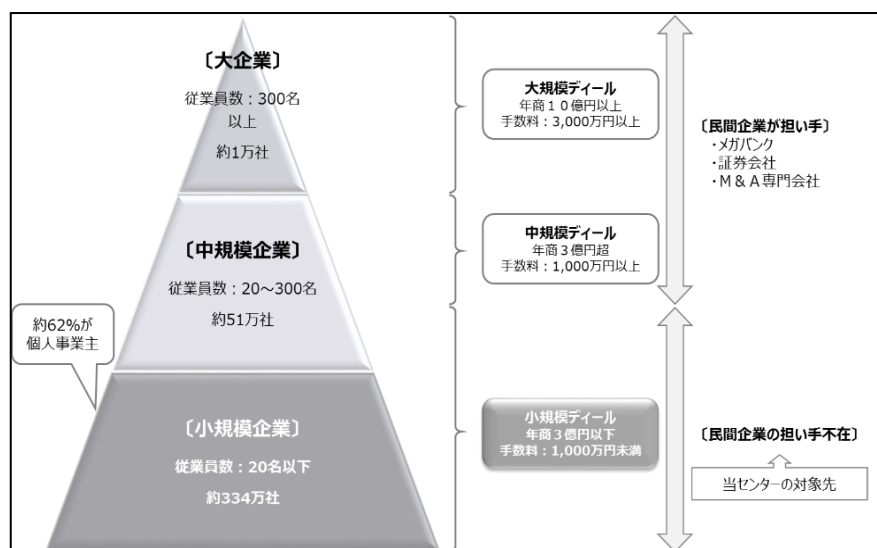 〔大企業〕
従業員数：300名
以上
約1万社
〔中規模企業〕
従業員数：20～300名
約51万社
約62%が
個人事業主
〔小規模企業〕
従業員数：20名以下
約334万社
大規模ディール
年商１０億円以上
手数料：3,000万円以上
中規模ディール
年商３億円超
手数料：1,000万円以上
小規模ディール
年商３億円以下
手数料：1,000万円未満
〔民間企業が担い手〕
・メガバンク
・証券会社
・Ｍ＆Ａ専門会社
〔民間企業の担い手不在〕
当センターの対象先